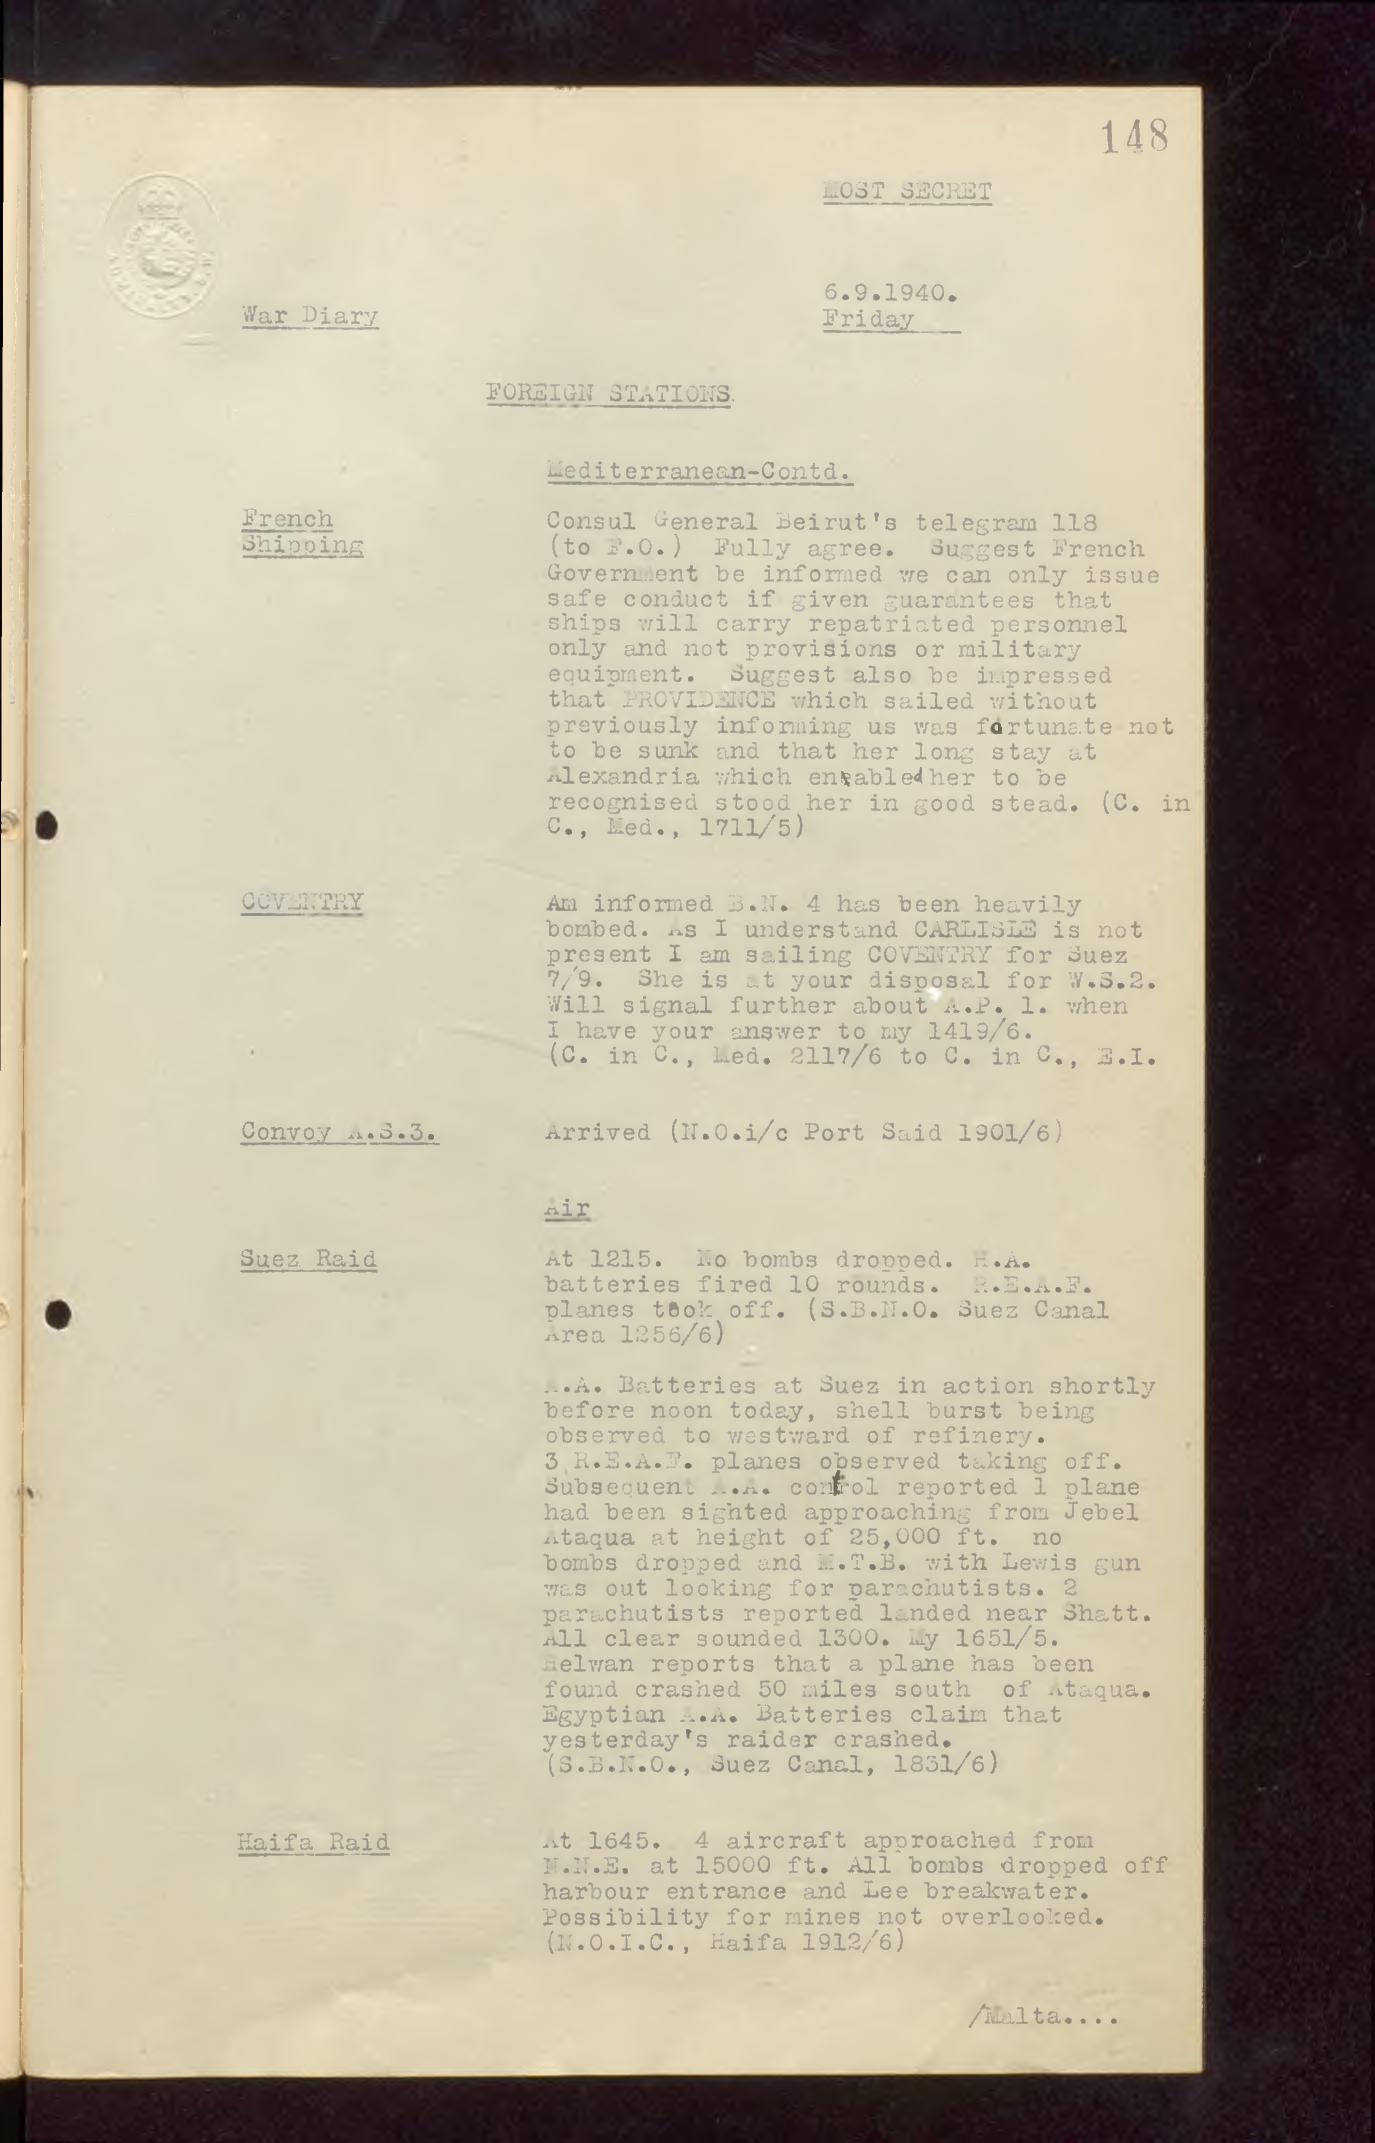 148
MOST SECRET
6.9.1940.
War Diary
Friday
FOREIGN STATIONS.
Mediterranean-Contd.
French
Shipping
Consul General Beirut's telegram 118
(to F.O.) Fully agree. Suggest French
Government be informed we can only issue
safe conduct if given guarantees that
ships will carry repatriated personnel
only and not provisions or military
equipment. Suggest also be impressed
that PROVIDENCE which sailed without
previously informing us was fortunate not
to be sunk and that her long stay at
Alexandria which enabled her to be
recognised stood her in good stead. (C. in
C., Med., 1711/5)
COVENTRY
Am informed B.N. 4 has been heavily
bombed. As I understand CARLISLE is not
present I am sailing COVENTRY for Suez
7/9. She is at your disposal for W.S.2.
Will signal further about A.P. 1. when
I have your answer to my 1419/6.
(C. in C., Med. 2117/6 to C. in C., E.I.
Convoy A.S.3.
Arrived (N.O.i/c Port Said 1901/6)
Air
Suez Raid
At 1215. No bombs dropped. H.A.
batteries fired 10 rounds. R.E.A.F.
planes took off. (S.B.N.O. Suez Canal
Area 1256/6)
A.A. Batteries at Suez in action shortly
before noon today, shell burst being
observed to westward of refinery.
3 R.E.A.F. planes observed taking off.
Subsequent A.A. control reported 1 plane
had been sighted approaching from Jebel
Ataqua at height of 25,000 ft. no
bombs dropped and M.T.B. with Lewis gun
was out looking for parachutists. 2
parachutists reported landed near Shatt.
All clear sounded 1300. My 1651/5.
Helwan reports that a plane has been
found crashed 50 miles south of Ataqua.
Egyptian A.A. Batteries claim that
yesterday's raider crashed.
(S.B.N.O., Suez Canal, 1831/6)
Haifa Raid
At 1645. 4 aircraft approached from
N.N.E. at 15000 ft. All bombs dropped off
harbour entrance and Lee breakwater.
Possibility for mines not overlooked.
(N.O.I.C., Haifa 1912/6)
/Malta....